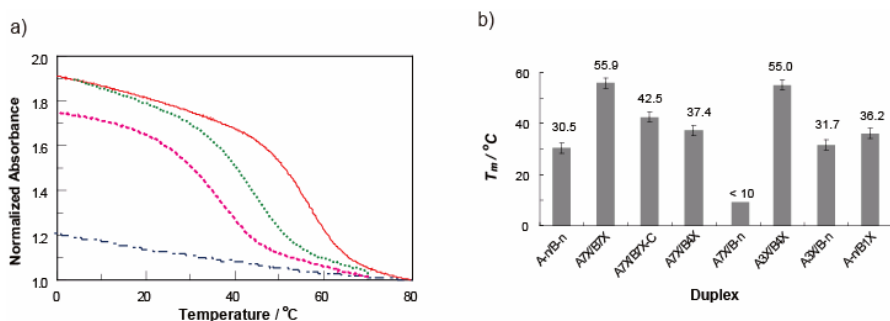 a)
2.0
1.8
1.6
1.4
1.2
1.0
Normalized Absorbance
0 20 40 60 80
Temperature / °C
b)
60
40
20
0
Tm / °C
30.5
55.9
42.5
37.4
< 10
55.0
31.7
36.2
A-n/B-n
A7X/B7X
A7X/B7X-C
A7X/B4X
A7X/B-n
A3X/B4X
A3X/B-n
A-n/B1X
Duplex